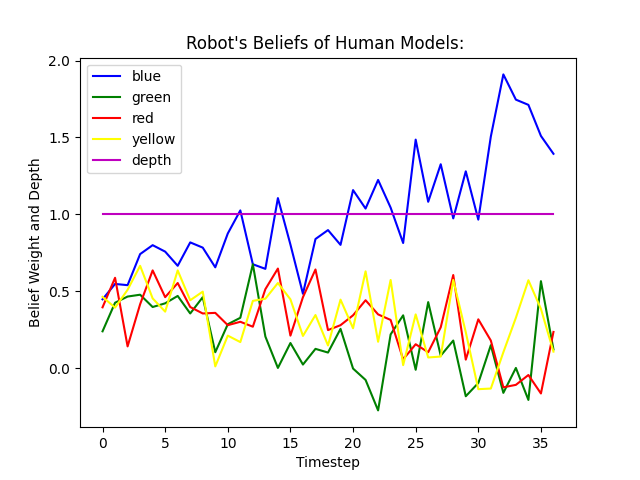 Robot's Beliefs of Human Models:
2.0
1.5
1.0
0.5
0.0
Belief Weight and Depth
blue
green
red
yellow
depth
0 5 10 15 20 25 30 35
Timestep